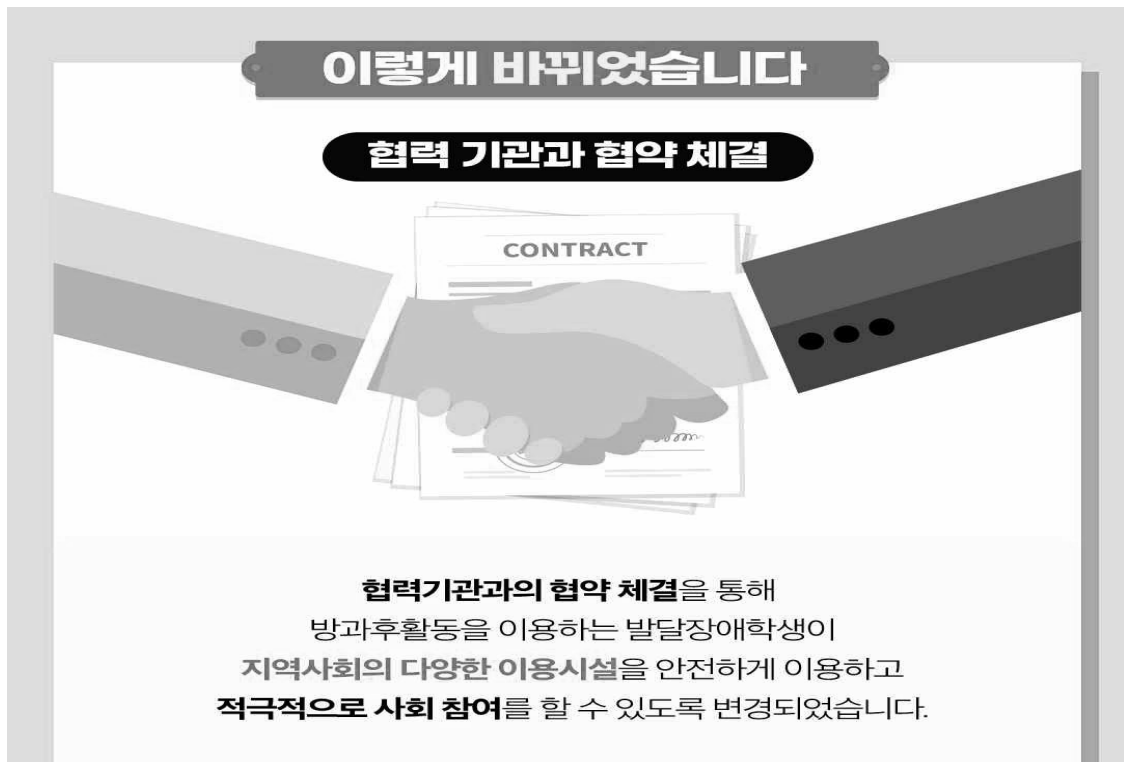 이렇게 바뀌었습니다
협력 기관과 협약 체결
CONTRACT
협력기관과의 협약 체결을 통해
방과후활동을 이용하는 발달장애학생이
지역사회의 다양한 이용시설을 안전하게 이용하고
적극적으로 사회 참여를 할 수 있도록 변경되었습니다.